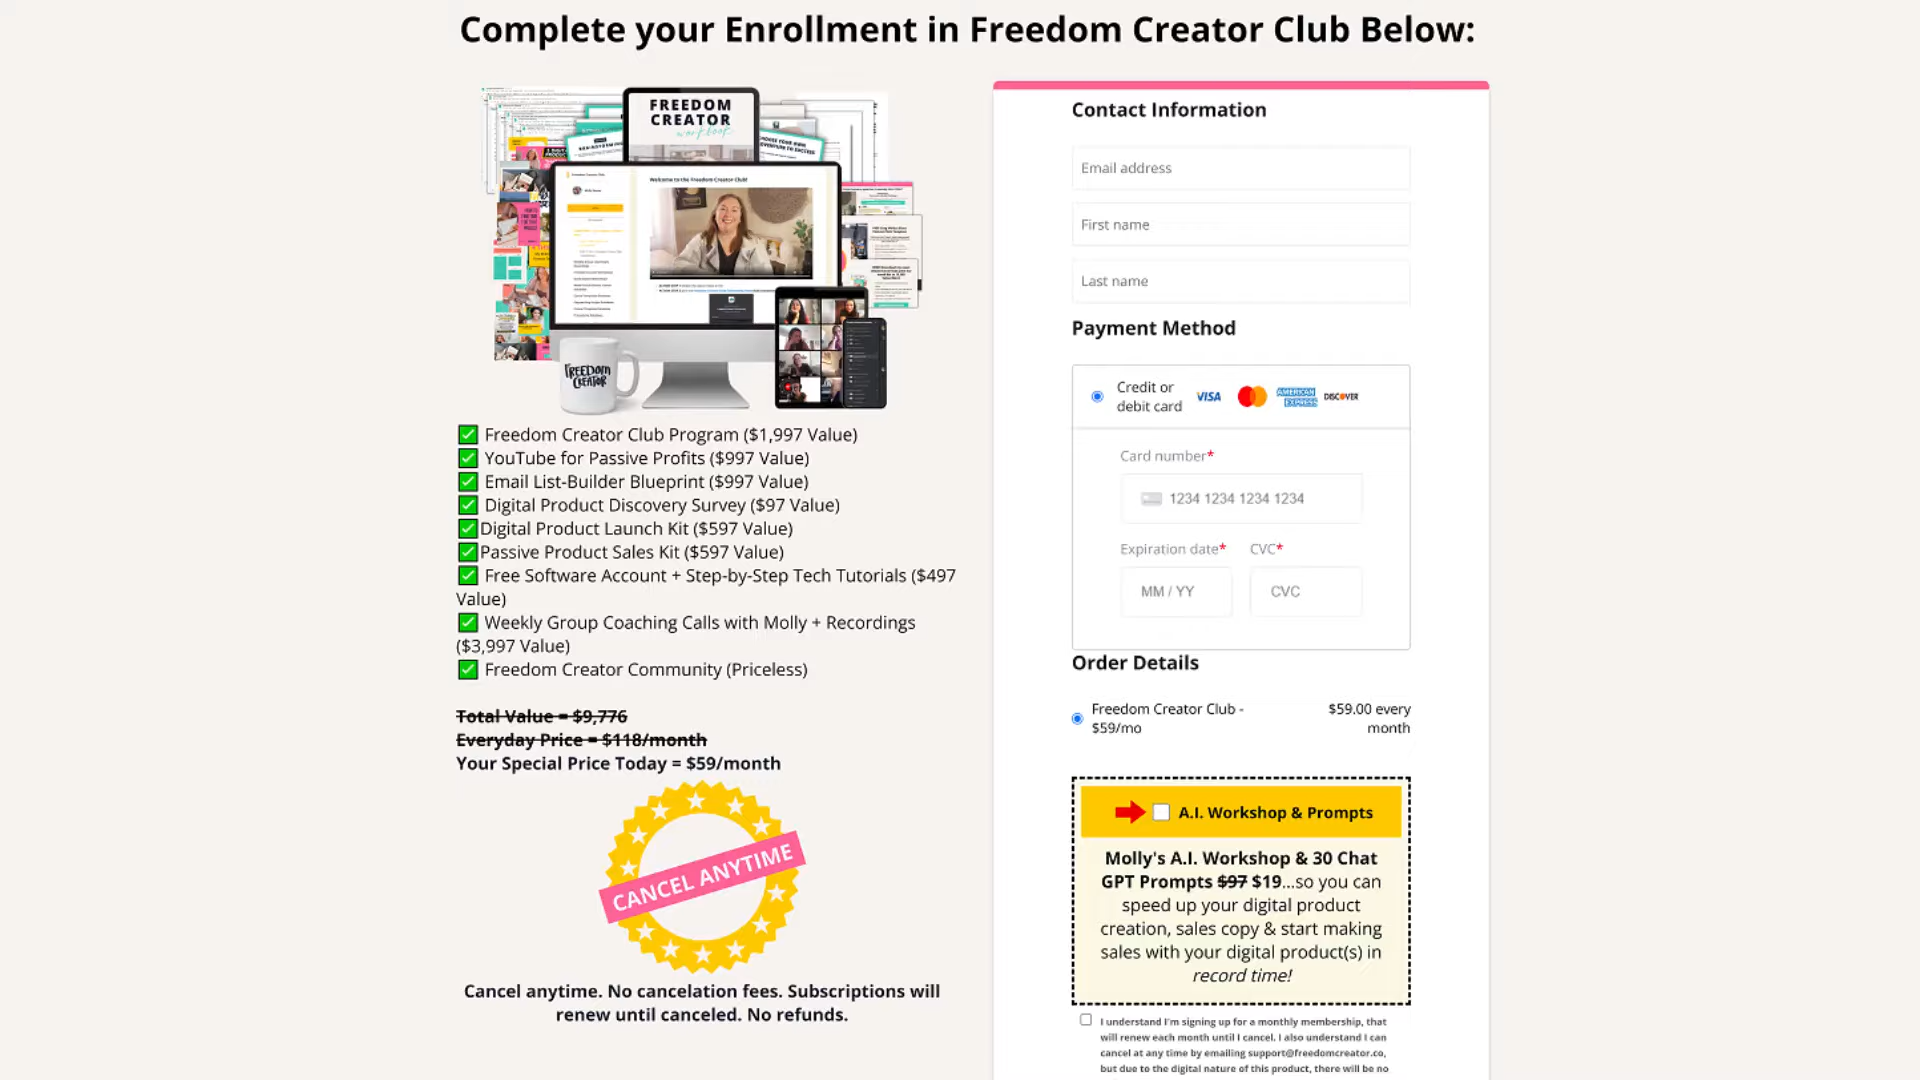 Complete your Enrollment in Freedom Creator Club Below:
FREEDOM
CREATOR
workbook
Welcome to the Freedom Creator Club!
FREEDOM
CREATOR
✅ Freedom Creator Club Program ($1,997 Value)
✅ YouTube for Passive Profits ($997 Value)
✅ Email List-Builder Blueprint ($997 Value)
✅ Digital Product Discovery Survey ($97 Value)
✅Digital Product Launch Kit ($597 Value)
✅Passive Product Sales Kit ($597 Value)
✅ Free Software Account + Step-by-Step Tech Tutorials ($497
Value)
✅ Weekly Group Coaching Calls with Molly + Recordings
($3,997 Value)
✅ Freedom Creator Community (Priceless)
Total Value = $9,776
Everyday Price = $118/month
Your Special Price Today = $59/month
CANCEL ANYTIME
Cancel anytime. No cancelation fees. Subscriptions will
renew until canceled. No refunds.
Contact Information
Email address
First name
Last name
Payment Method
Credit or
debit card
VISA
AMERICAN
EXPRESS
DISCOVER
Card number*
1234 1234 1234 1234
Expiration date* CVC*
MM / YY CVC
Order Details
Freedom Creator Club - $59.00 every
$59/mo month
A.I. Workshop & Prompts
Molly's A.I. Workshop & 30 Chat
GPT Prompts $97 $19...so you can
speed up your digital product
creation, sales copy & start making
sales with your digital product(s) in
record time!
I understand I'm signing up for a monthly membership, that
will renew each month until I cancel. I also understand I can
cancel at any time by emailing support@freedomcreator.co,
but due to the digital nature of this product, there will be no